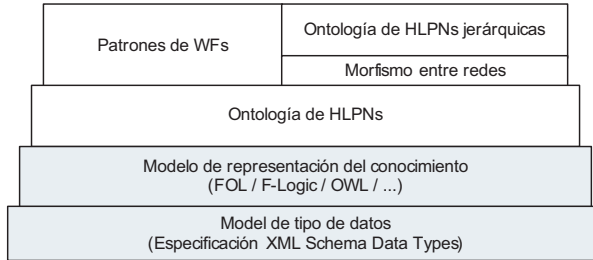 Patrones de WFs
Ontología de HLPNs jerárquicas
Morfismo entre redes
Ontología de HLPNs
Modelo de representación del conocimiento
(FOL / F-Logic / OWL / ...)
Model de tipo de datos
(Especificación XML Schema Data Types)